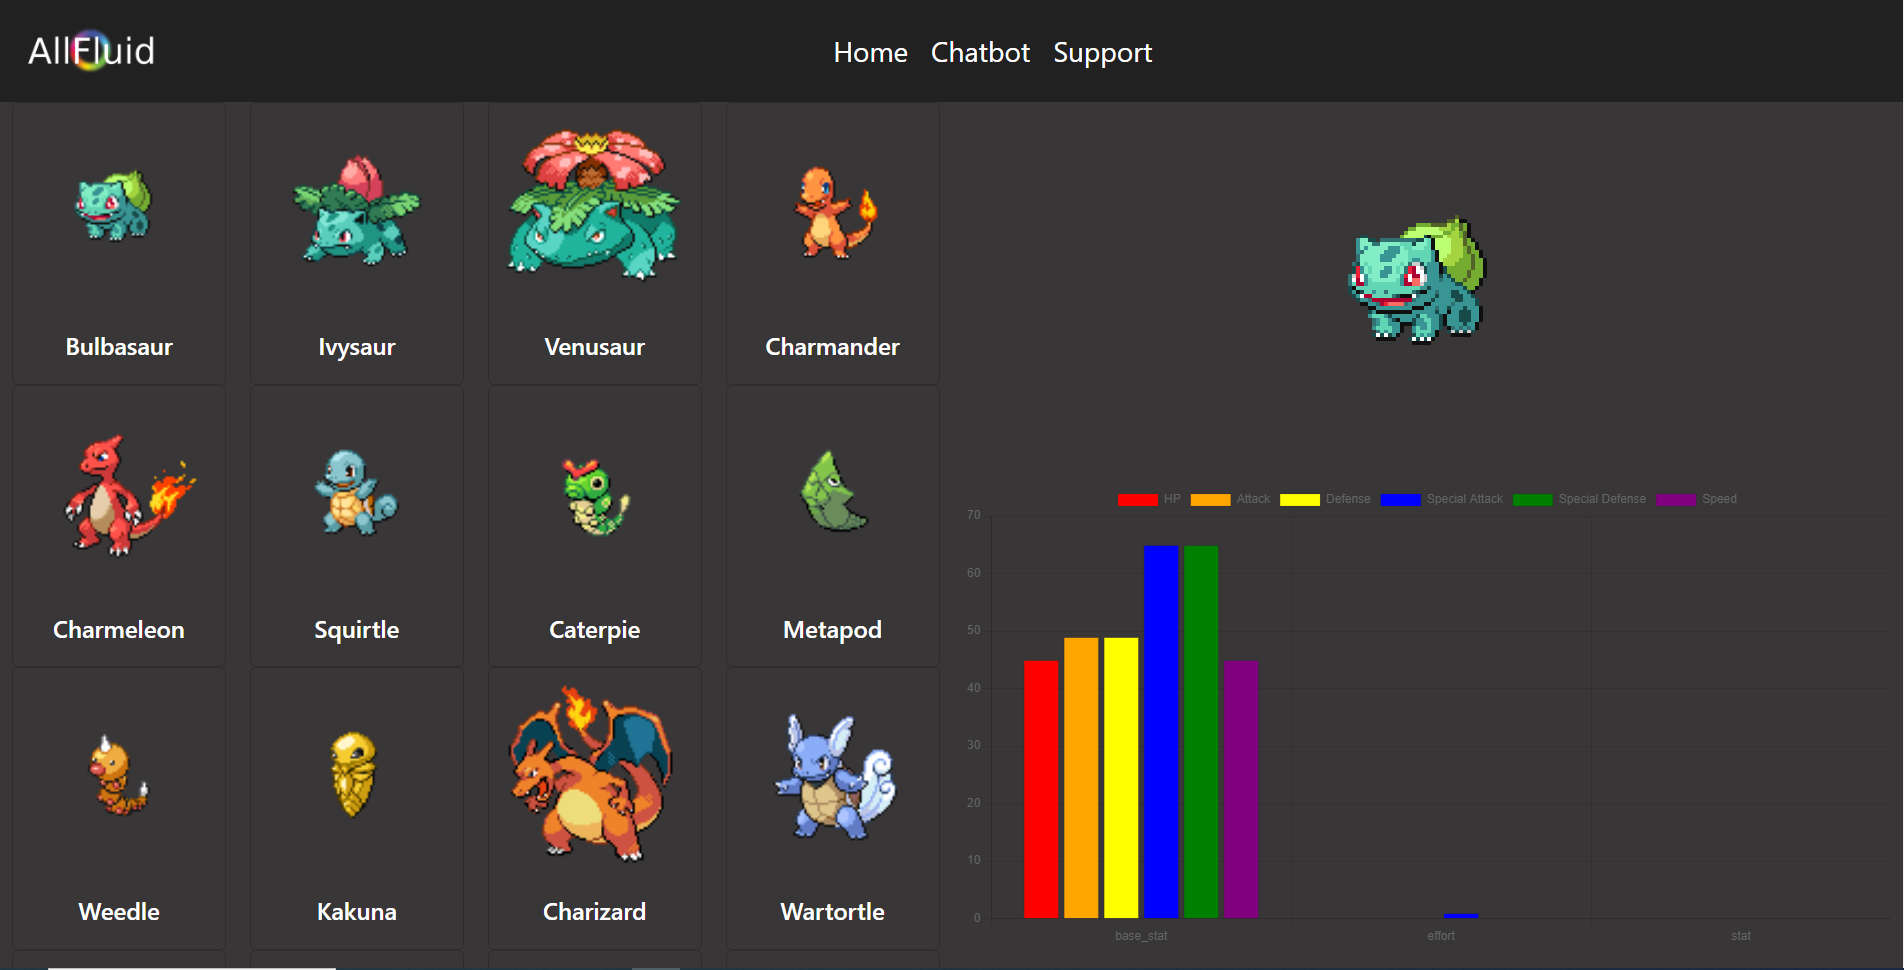 AllFluid
Home Chatbot Support
Bulbasaur Ivysaur Venusaur Charmander
Charmeleon Squirtle Caterpie Metapod
Weedle Kakuna Charizard Wartortle
HP Attack Defense Special Attack Special Defense Speed
70
60
50
40
30
20
10
0
base_stat effort stat